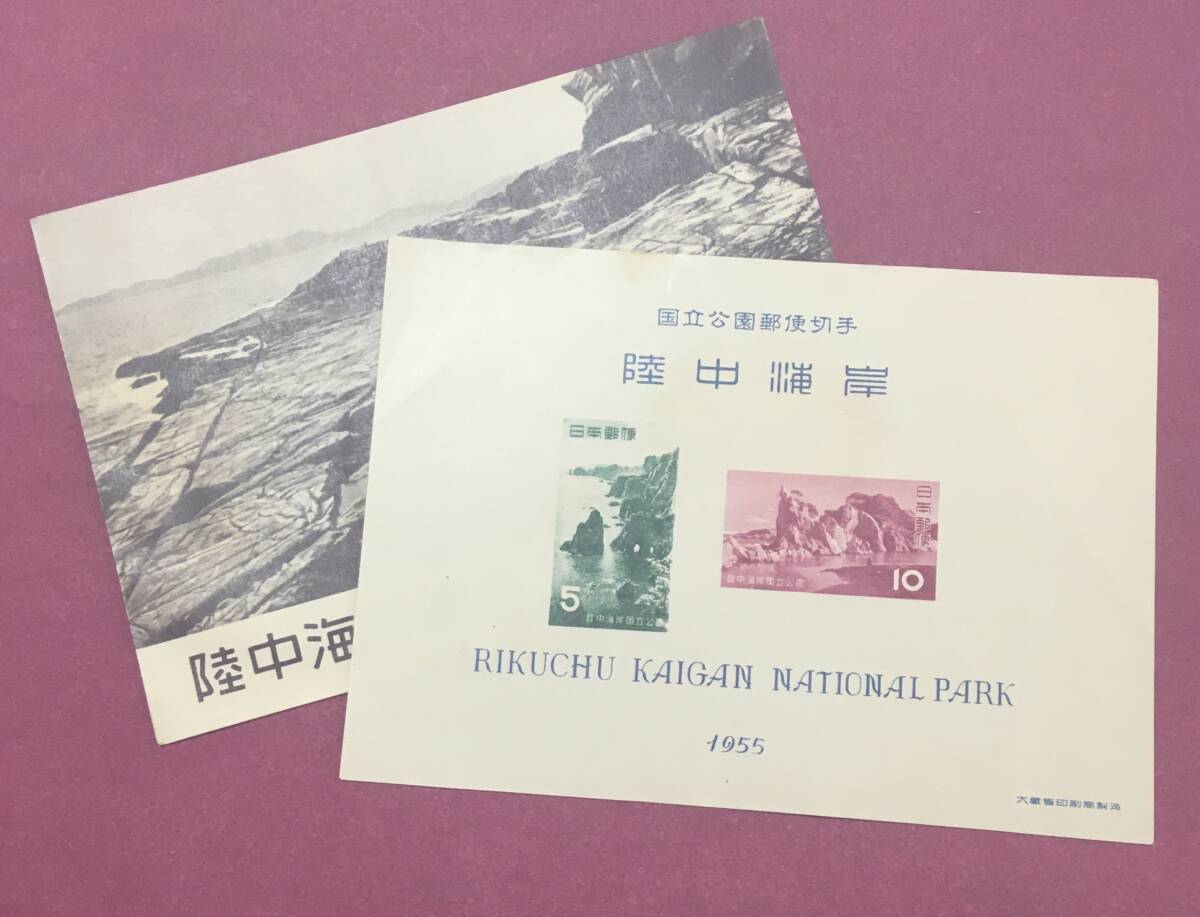 国立公園郵便切手
陸中海岸
日本郵便
5
陸中海岸国立公園
日本郵便
10
陸中海岸国立公園
RIKUCHU KAIGAN NATIONAL PARK
1955
大蔵省印刷局製造
陸中海